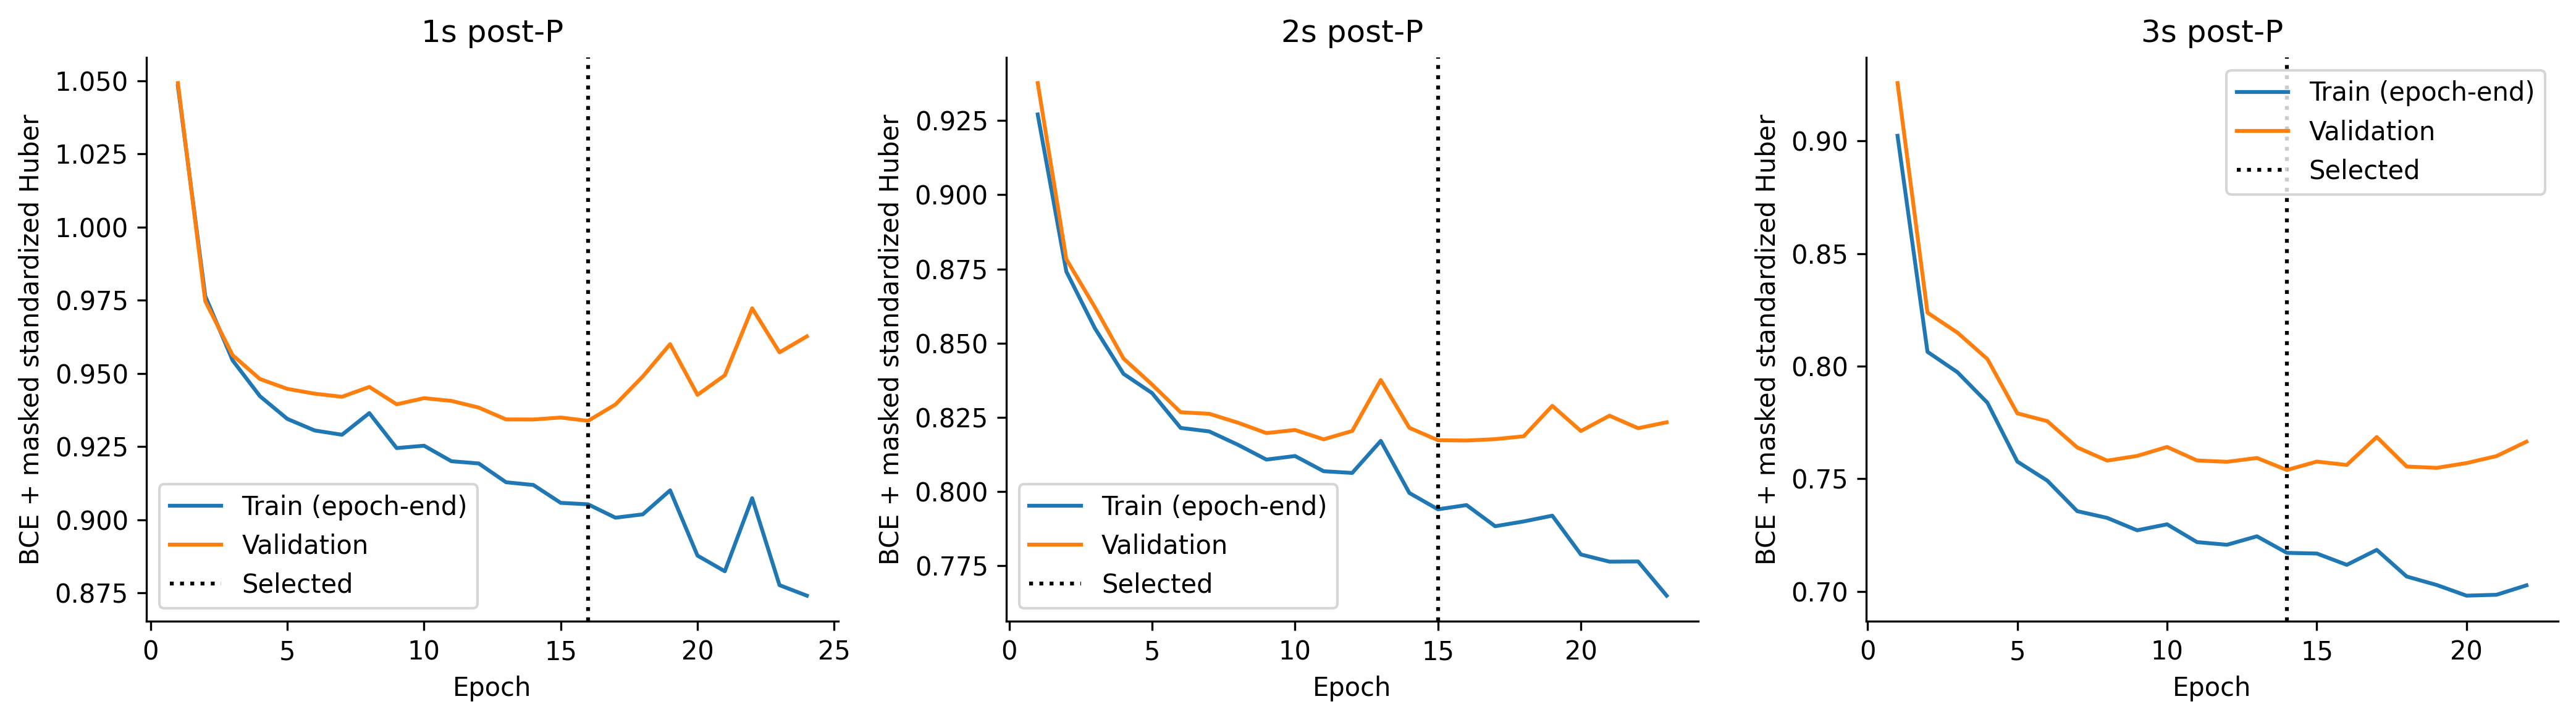 1s post-P
BCE + masked standardized Huber
1.050
1.025
1.000
0.975
0.950
0.925
0.900
0.875
Train (epoch-end)
Validation
Selected
0 5 10 15 20 25
Epoch
2s post-P
BCE + masked standardized Huber
0.925
0.900
0.875
0.850
0.825
0.800
0.775
Train (epoch-end)
Validation
Selected
0 5 10 15 20
Epoch
3s post-P
BCE + masked standardized Huber
0.90
0.85
0.80
0.75
0.70
Train (epoch-end)
Validation
Selected
0 5 10 15 20
Epoch